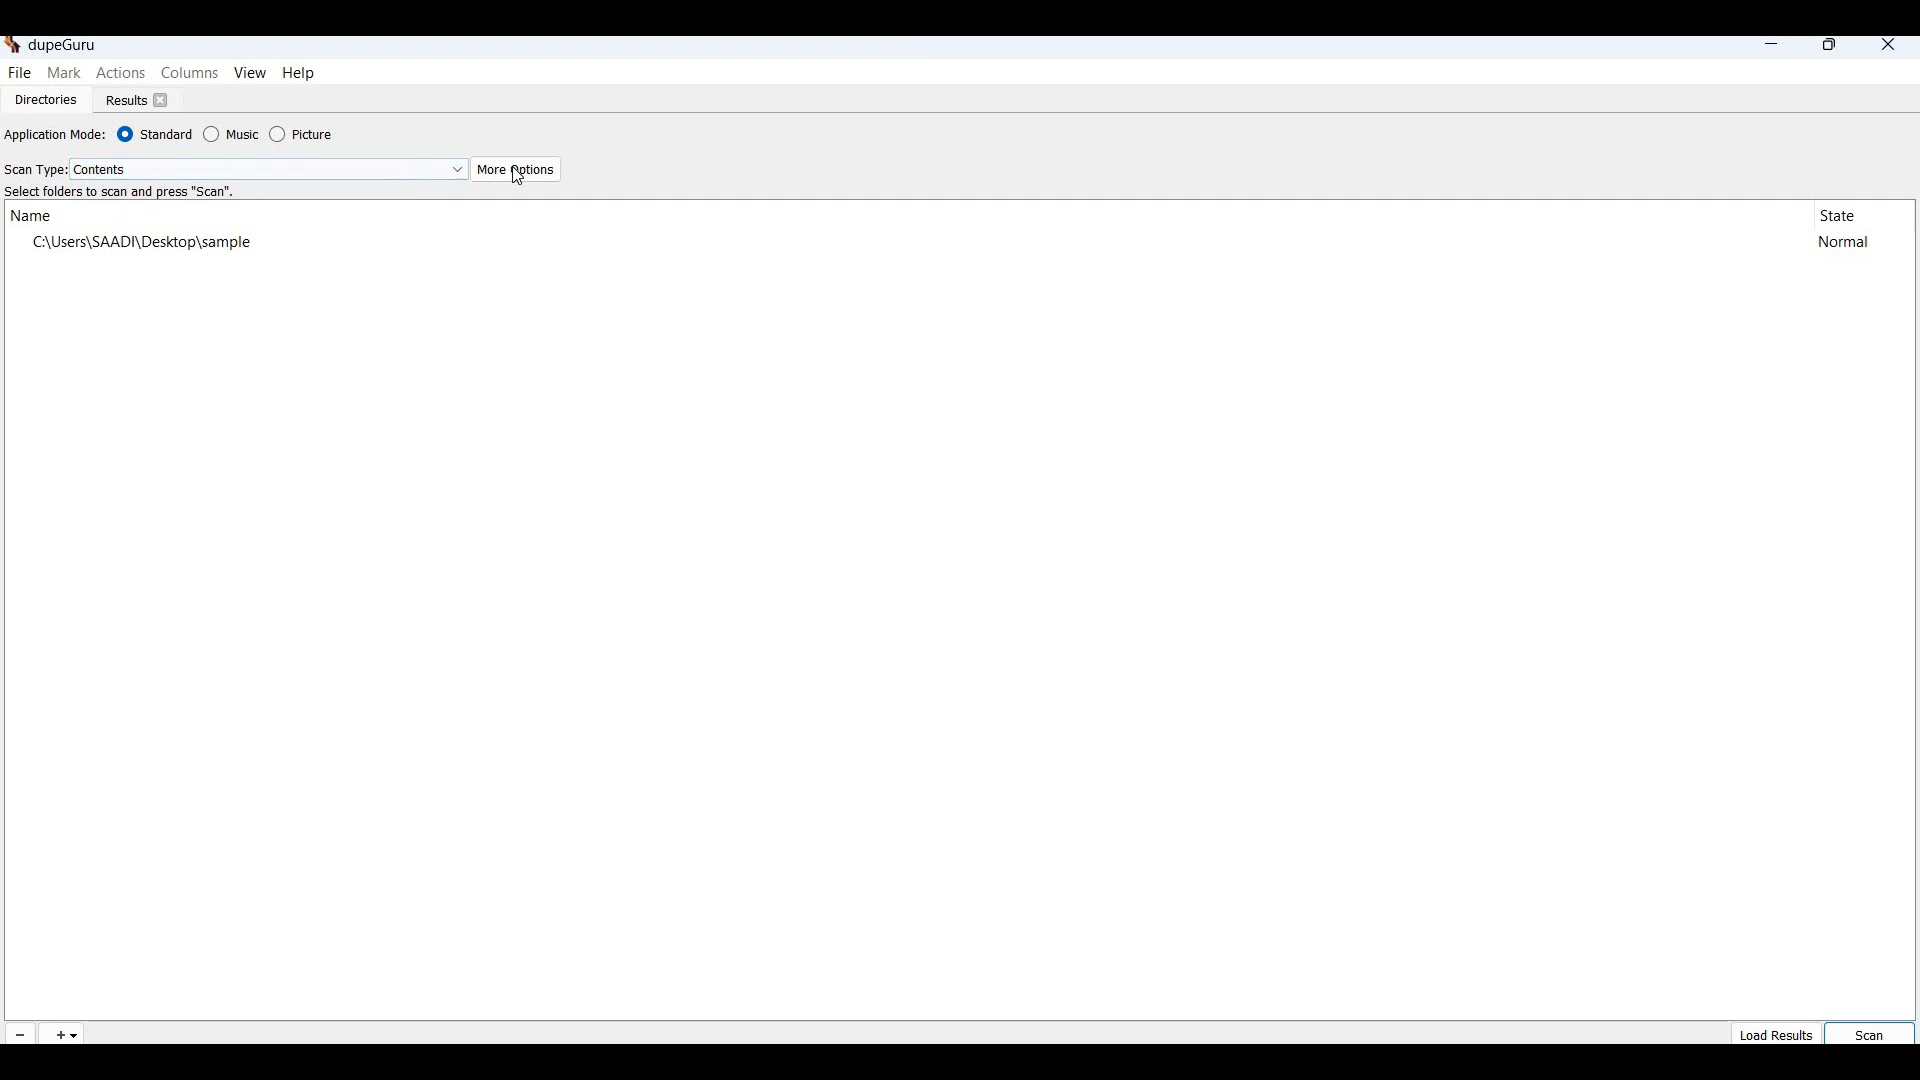 dupeGuru
File Mark Actions Columns View Help
Directories Results
Application Mode: Standard Music Picture
Scan Type: Contents More Options
Select folders to scan and press "Scan".
Name State
C:\Users\SAADI\Desktop\sample Normal
Load Results Scan